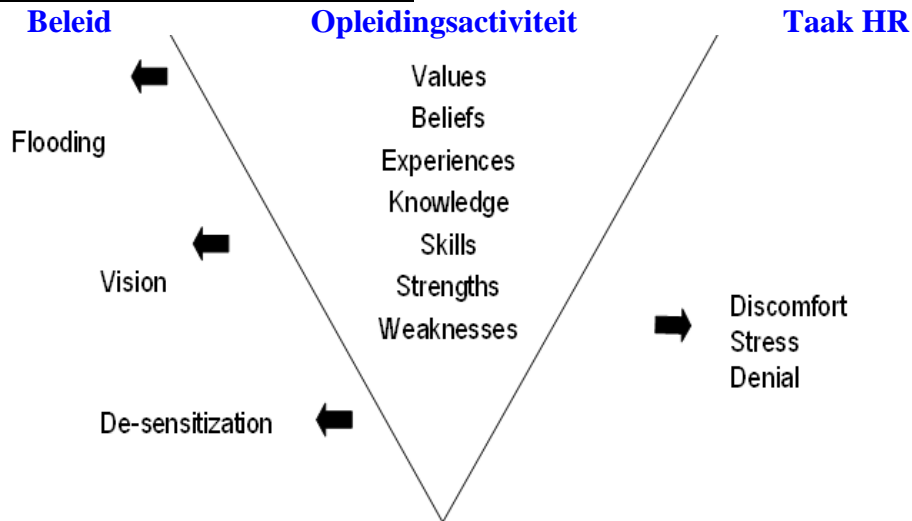 Beleid Opleidingsactiviteit Taak HR
Values
Beliefs
Flooding
Experiences
Knowledge
Skills
Vision
Strengths
Weaknesses
Discomfort
Stress
Denial
De-sensitization